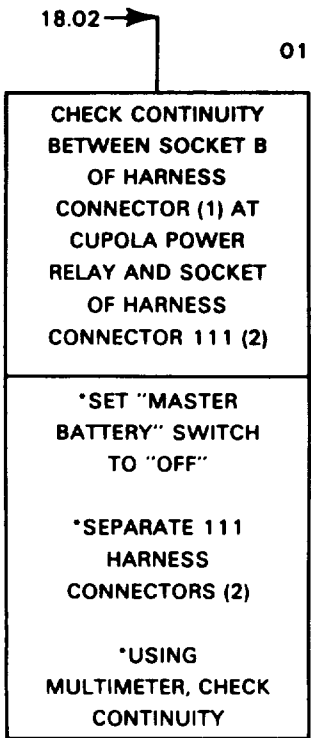 18.02
01
CHECK CONTINUITY
BETWEEN SOCKET B
OF HARNESS
CONNECTOR (1) AT
CUPOLA POWER
RELAY AND SOCKET
OF HARNESS
CONNECTOR 111 (2)
*SET "MASTER
BATTERY" SWITCH
TO "OFF"
*SEPARATE 111
HARNESS
CONNECTORS (2)
*USING
MULTIMETER, CHECK
CONTINUITY